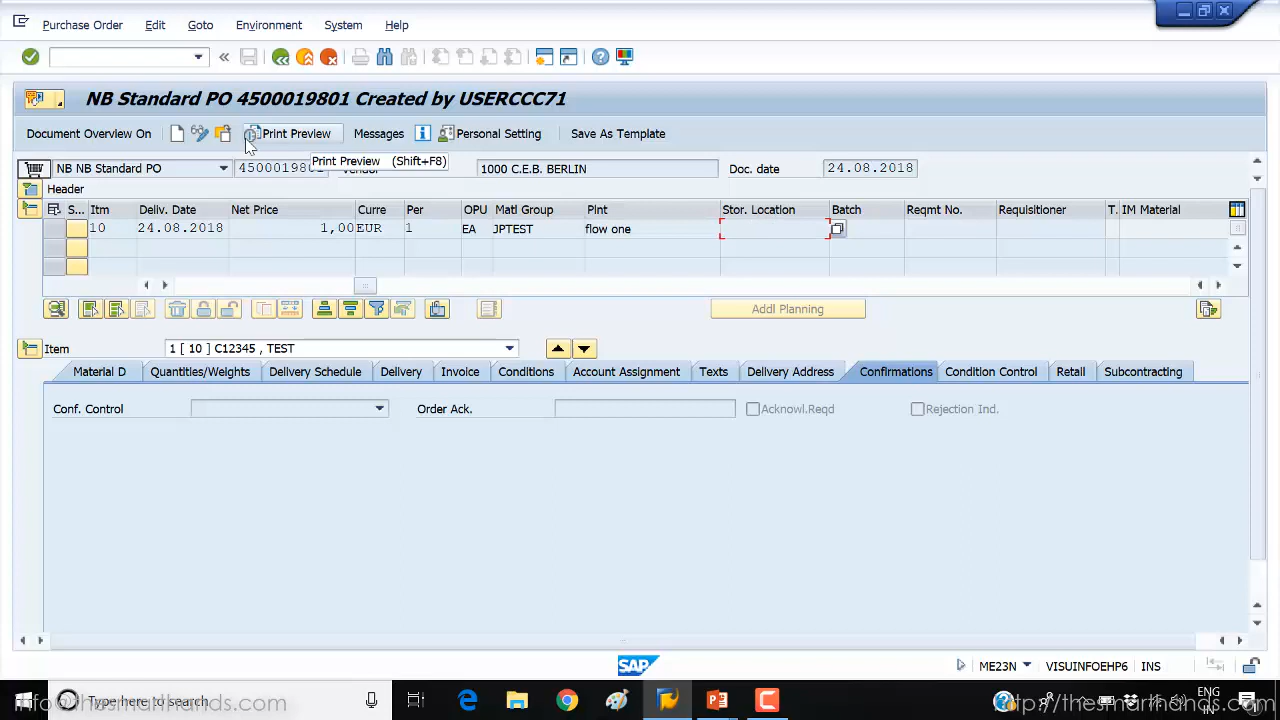 Purchase Order Edit Goto Environment System Help
NB Standard PO 4500019801 Created by USERCCC71
Document Overview On Print Preview Messages Personal Setting Save As Template
Print Preview (Shift+F8)
NB NB Standard PO 4500019801 Vendor 1000 C.E.B. BERLIN Doc. date 24.08.2018
Header
S... Itm Deliv. Date Net Price Curre Per OPU Matl Group Plnt Stor. Location Batch Reqmt No. Requisitioner T. IM Material
10 24.08.2018 1,00 EUR 1 EA JPTEST flow one
Addl Planning
Item 1 [ 10 ] C12345 , TEST
Material D Quantities/Weights Delivery Schedule Delivery Invoice Conditions Account Assignment Texts Delivery Address Confirmations Condition Control Retail Subcontracting
Conf. Control Order Ack. Acknowl.Reqd Rejection Ind.
SAP ME23N VISUINFOEHP6 INS
Type here to search ENG
IN
info@thesmarthands.com